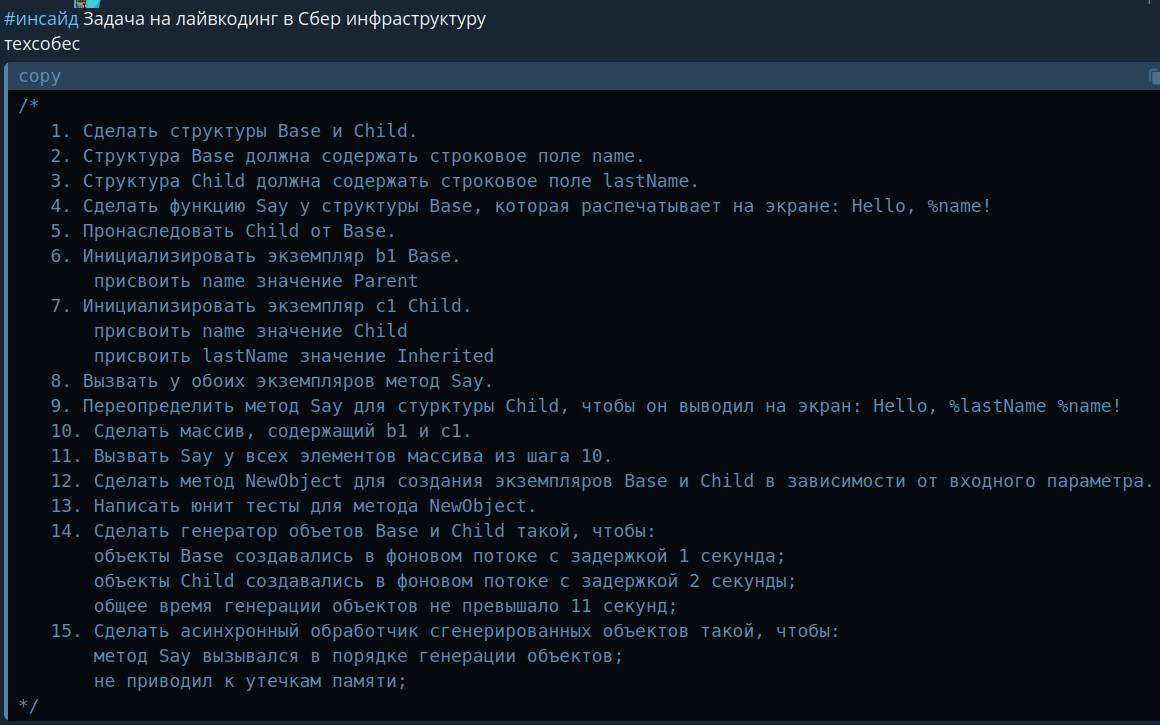 #инсайд Задача на лайвкодинг в Сбер инфраструктуру
техсобес
copy
/*
1. Сделать структуры Base и Child.
2. Структура Base должна содержать строковое поле name.
3. Структура Child должна содержать строковое поле lastName.
4. Сделать функцию Say у структуры Base, которая распечатывает на экране: Hello, %name!
5. Пронаследовать Child от Base.
6. Инициализировать экземпляр b1 Base.
присвоить name значение Parent
7. Инициализировать экземпляр c1 Child.
присвоить name значение Child
присвоить lastName значение Inherited
8. Вызвать у обоих экземпляров метод Say.
9. Переопределить метод Say для стурктуры Child, чтобы он выводил на экран: Hello, %lastName %name!
10. Сделать массив, содержащий b1 и c1.
11. Вызвать Say у всех элементов массива из шага 10.
12. Сделать метод NewObject для создания экземпляров Base и Child в зависимости от входного параметра.
13. Написать юнит тесты для метода NewObject.
14. Сделать генератор объетов Base и Child такой, чтобы:
объекты Base создавались в фоновом потоке с задержкой 1 секунда;
объекты Child создавались в фоновом потоке с задержкой 2 секунды;
общее время генерации объектов не превышало 11 секунд;
15. Сделать асинхронный обработчик сгенерированных объектов такой, чтобы:
метод Say вызывался в порядке генерации объектов;
не приводил к утечкам памяти;
*/